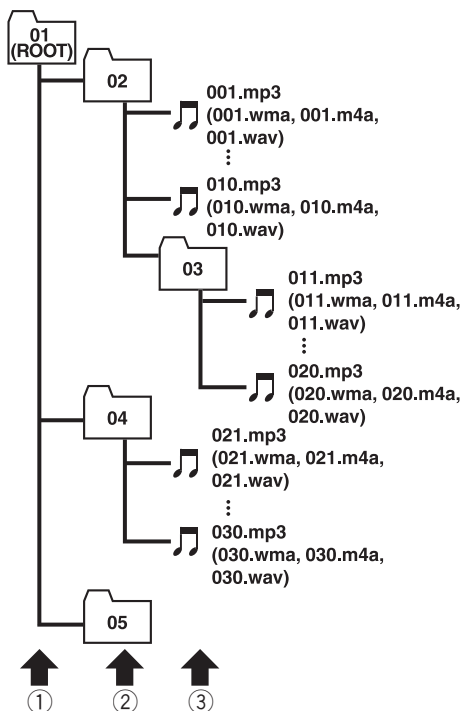 01
(ROOT)
02
001.mp3
(001.wma, 001.m4a,
001.wav)
010.mp3
(010.wma, 010.m4a,
010.wav)
03
011.mp3
(011.wma, 011.m4a,
011.wav)
020.mp3
(020.wma, 020.m4a,
020.wav)
04
021.mp3
(021.wma, 021.m4a,
021.wav)
030.mp3
(030.wma, 030.m4a,
030.wav)
05
① ② ③